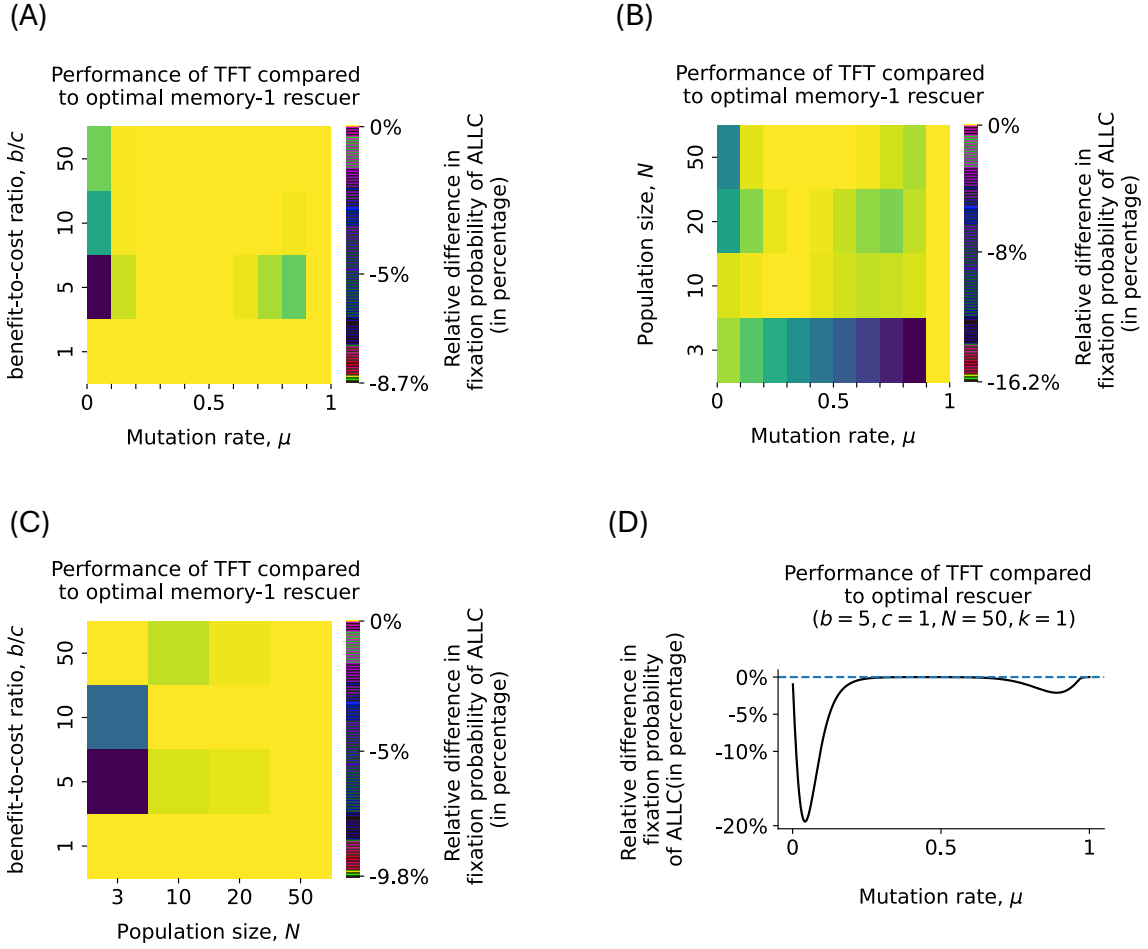 (A)
Performance of TFT compared
to optimal memory-1 rescuer
benefit-to-cost ratio, b/c
50
10
5
1
0
0.5
1
Mutation rate, μ
0%
-5%
-8.7%
Relative difference in
fixation probability of ALLC
(in percentage)
(B)
Performance of TFT compared
to optimal memory-1 rescuer
Population size, N
50
20
10
3
0
0.5
1
Mutation rate, μ
0%
-8%
-16.2%
Relative difference in
fixation probability of ALLC
(in percentage)
(C)
Performance of TFT compared
to optimal memory-1 rescuer
benefit-to-cost ratio, b/c
50
10
5
1
3
10
20
50
Population size, N
0%
-5%
-9.8%
Relative difference in
fixation probability of ALLC
(in percentage)
(D)
Performance of TFT compared
to optimal rescuer
(b = 5, c = 1, N = 50, k = 1)
Relative difference in
fixation probability
of ALLC(in percentage)
0%
-5%
-10%
-20%
0
0.5
1
Mutation rate, μ